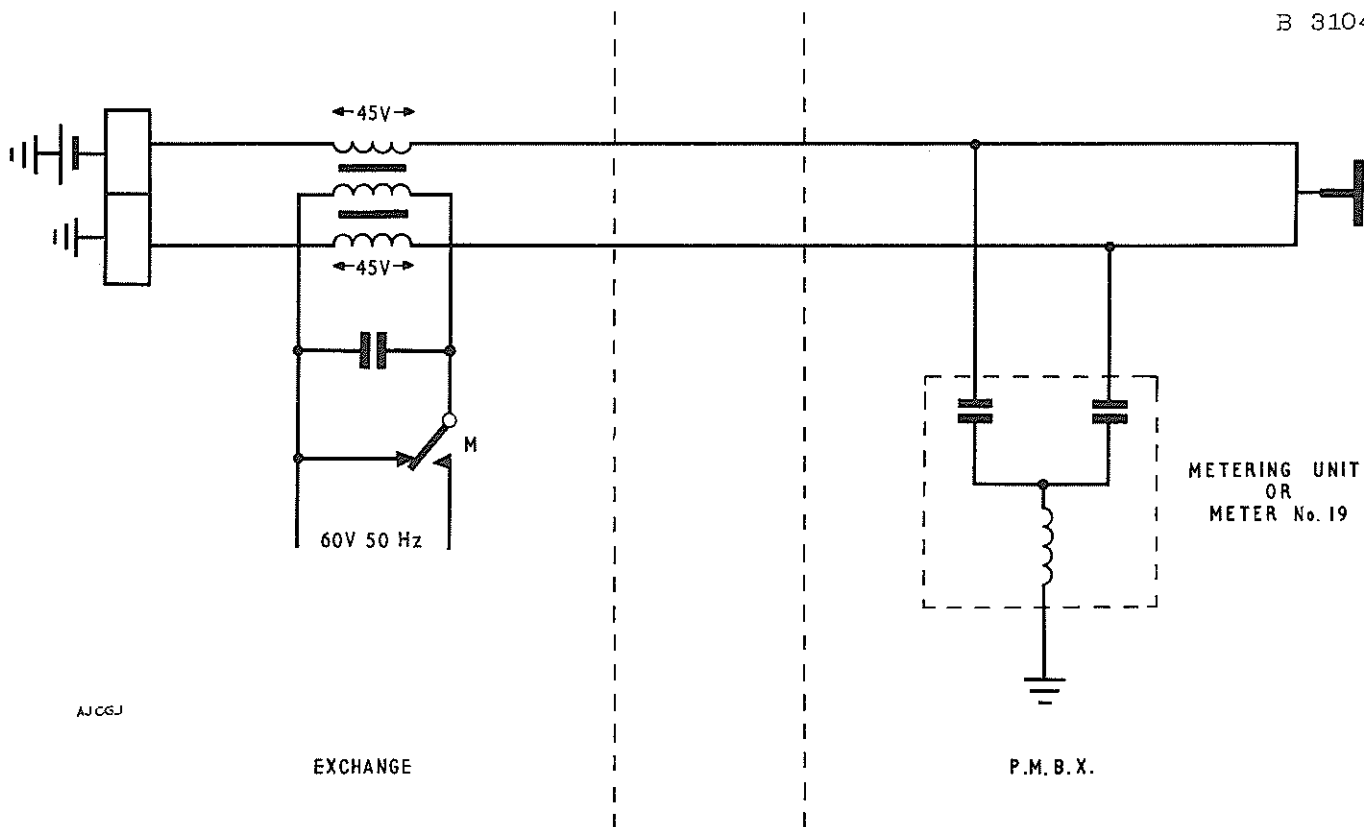 B 3104
←45V→
←45V→
M
60V 50 Hz
METERING UNIT
OR
METER No. 19
AJCGJ
EXCHANGE
P.M.B.X.